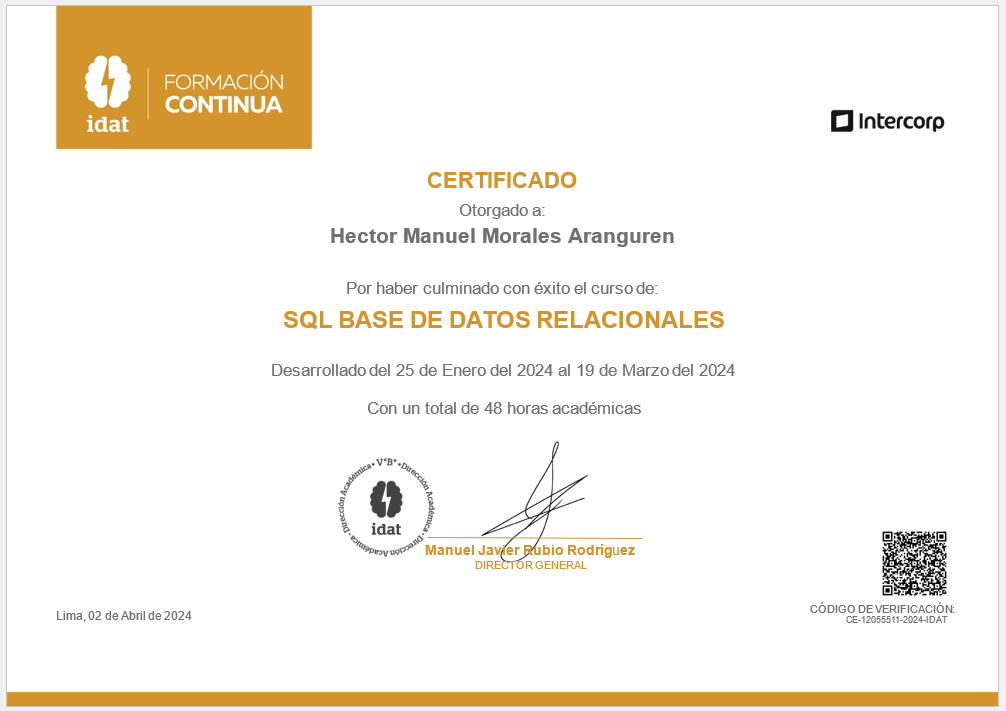 idat
FORMACIÓN
CONTINUA
Intercorp
CERTIFICADO
Otorgado a:
Hector Manuel Morales Aranguren
Por haber culminado con éxito el curso de:
SQL BASE DE DATOS RELACIONALES
Desarrollado del 25 de Enero del 2024 al 19 de Marzo del 2024
Con un total de 48 horas académicas
• V°B° • Dirección Académica • Dirección Académica • Dirección Académica
idat
Manuel Javier Rubio Rodríguez
DIRECTOR GENERAL
Lima, 02 de Abril de 2024
CÓDIGO DE VERIFICACIÓN:
CE-12055511-2024-IDAT